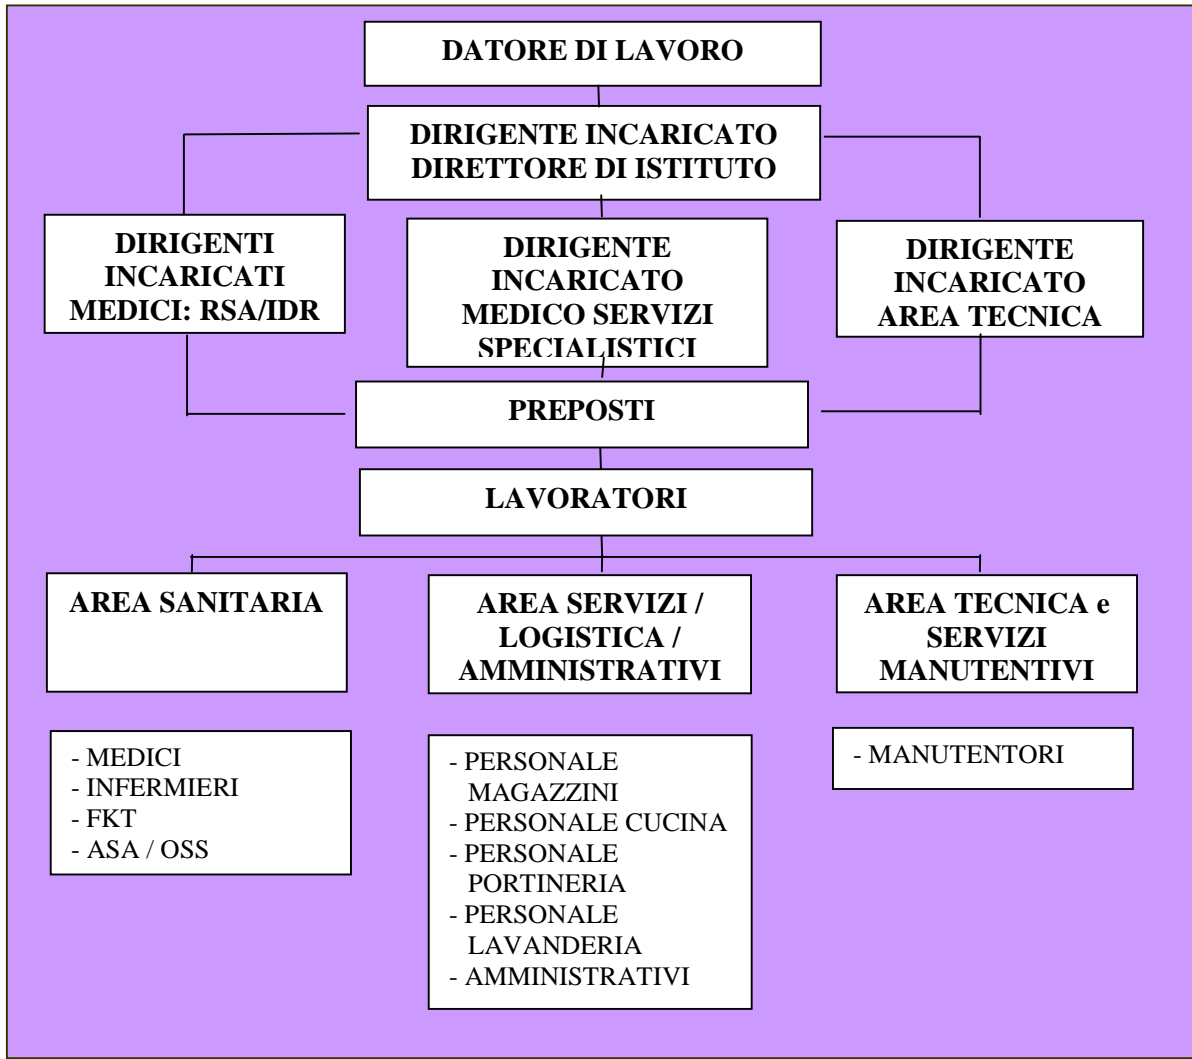 DATORE DI LAVORO
DIRIGENTE INCARICATO
DIRETTORE DI ISTITUTO
DIRIGENTI
INCARICATI
MEDICI: RSA/IDR
DIRIGENTE
INCARICATO
MEDICO SERVIZI
SPECIALISTICI
DIRIGENTE
INCARICATO
AREA TECNICA
PREPOSTI
LAVORATORI
AREA SANITARIA
AREA SERVIZI /
LOGISTICA /
AMMINISTRATIVI
AREA TECNICA e
SERVIZI
MANUTENTIVI
- MEDICI
- INFERMIERI
- FKT
- ASA / OSS
- PERSONALE
MAGAZZINI
- PERSONALE CUCINA
- PERSONALE
PORTINERIA
- PERSONALE
LAVANDERIA
- AMMINISTRATIVI
- MANUTENTORI